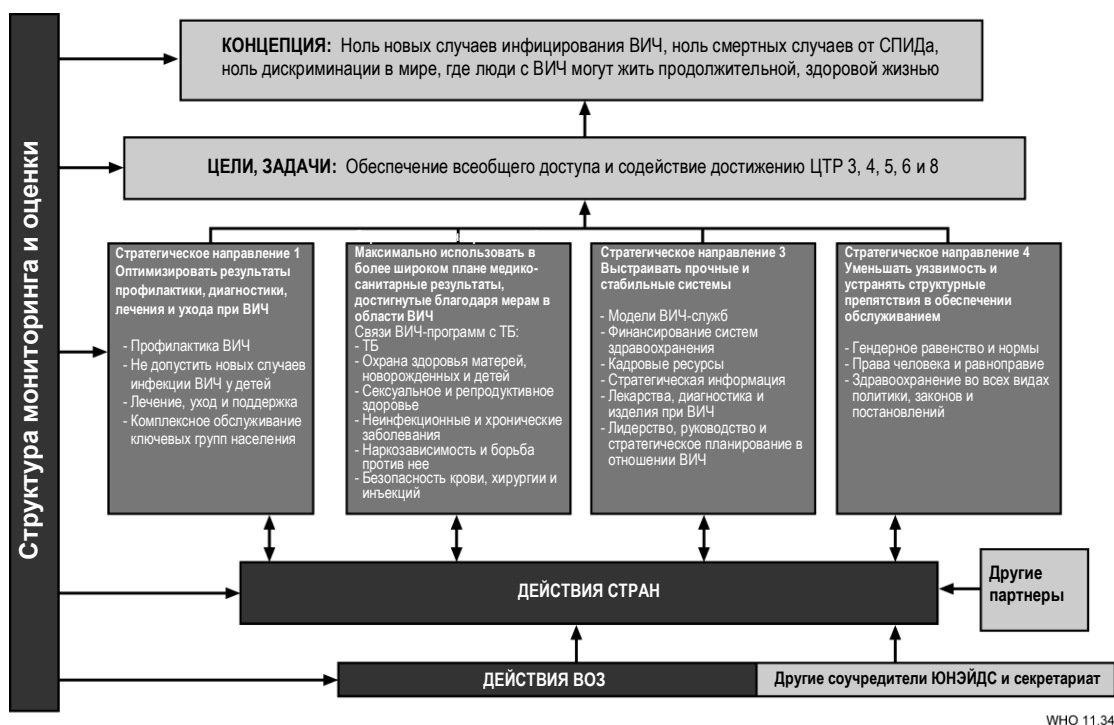 Структура мониторинга и оценки
КОНЦЕПЦИЯ: Ноль новых случаев инфицирования ВИЧ, ноль смертных случаев от СПИДа,
ноль дискриминации в мире, где люди с ВИЧ могут жить продолжительной, здоровой жизнью
ЦЕЛИ, ЗАДАЧИ: Обеспечение всеобщего доступа и содействие достижению ЦТР 3, 4, 5, 6 и 8
Стратегическое направление 1
Оптимизировать результаты
профилактики, диагностики,
лечения и ухода при ВИЧ
- Профилактика ВИЧ
- Не допустить новых случаев
инфекции ВИЧ у детей
- Лечение, уход и поддержка
- Комплексное обслуживание
ключевых групп населения
Максимально использовать в
более широком плане медико-
санитарные результаты,
достигнутые благодаря мерам в
области ВИЧ
Связи ВИЧ-программ с ТБ:
- ТБ
- Охрана здоровья матерей,
новорожденных и детей
- Сексуальное и репродуктивное
здоровье
- Неинфекционные и хронические
заболевания
- Наркозависимость и борьба
против нее
- Безопасность крови, хирургии и
инъекций
Стратегическое направление 3
Выстраивать прочные и
стабильные системы
- Модели ВИЧ-служб
- Финансирование систем
здравоохранения
- Кадровые ресурсы
- Стратегическая информация
- Лекарства, диагностика и
изделия при ВИЧ
- Лидерство, руководство и
стратегическое планирование в
отношении ВИЧ
Стратегическое направление 4
Уменьшать уязвимость и
устранять структурные
препятствия в обеспечении
обслуживанием
- Гендерное равенство и нормы
- Права человека и равноправие
- Здравоохранение во всех видах
политики, законов и
постановлений
ДЕЙСТВИЯ СТРАН
Другие
партнеры
ДЕЙСТВИЯ ВОЗ
Другие соучредители ЮНЭЙДС и секретариат
WHO 11.34